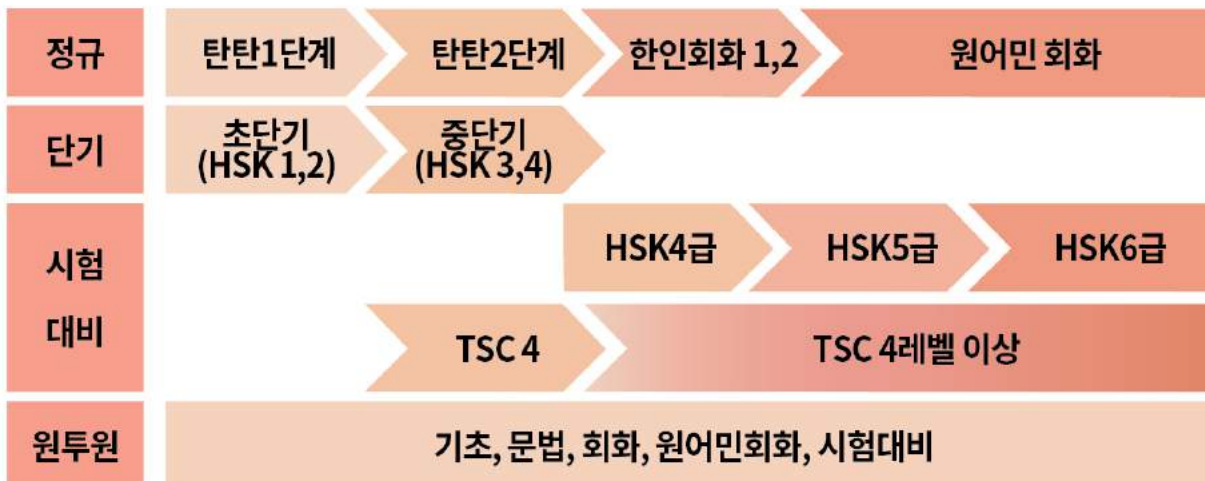 정규
탄탄1단계
탄탄2단계
한인회화 1,2
원어민 회화
단기
초단기
(HSK 1,2)
중단기
(HSK 3,4)
시험
대비
HSK4급
HSK5급
HSK6급
TSC 4
TSC 4레벨 이상
원투원
기초, 문법, 회화, 원어민회화, 시험대비